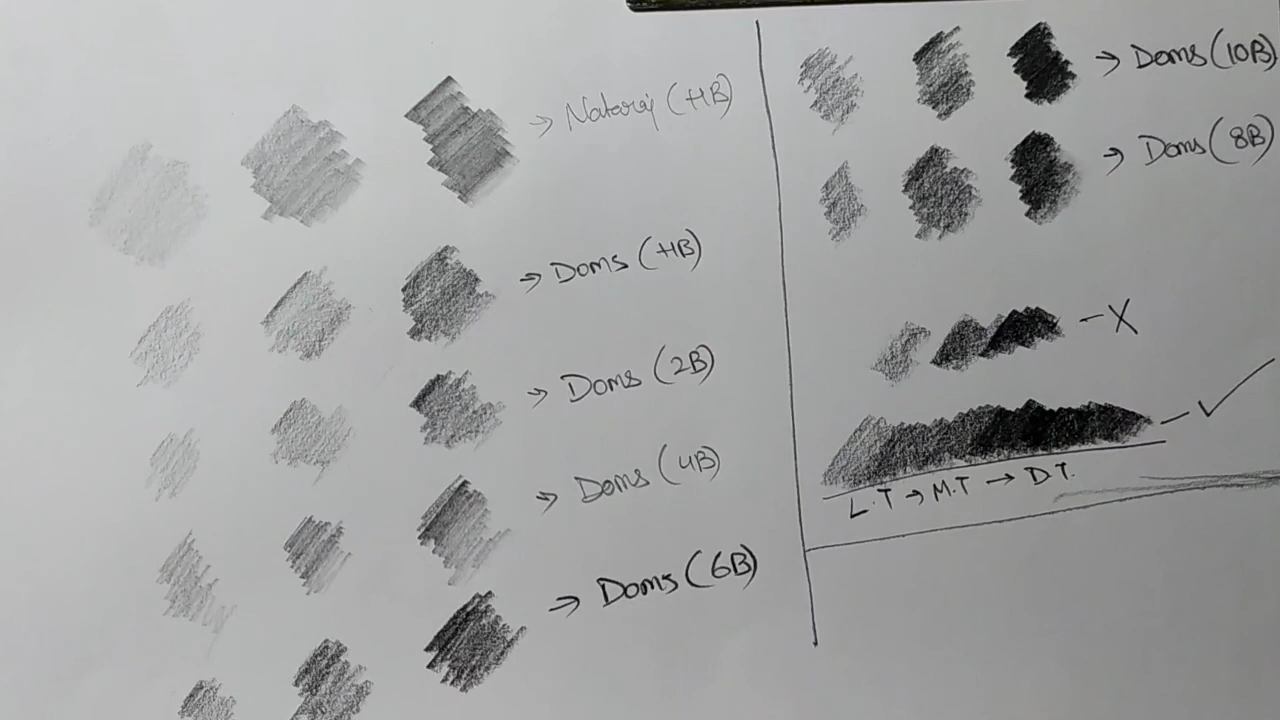 → Nataraj (HB)
→ Doms (HB)
→ Doms (2B)
→ Doms (4B)
→ Doms (6B)
→ Doms (10B)
→ Doms (8B)
– X
– ✓
L.T → M.T → D.T.